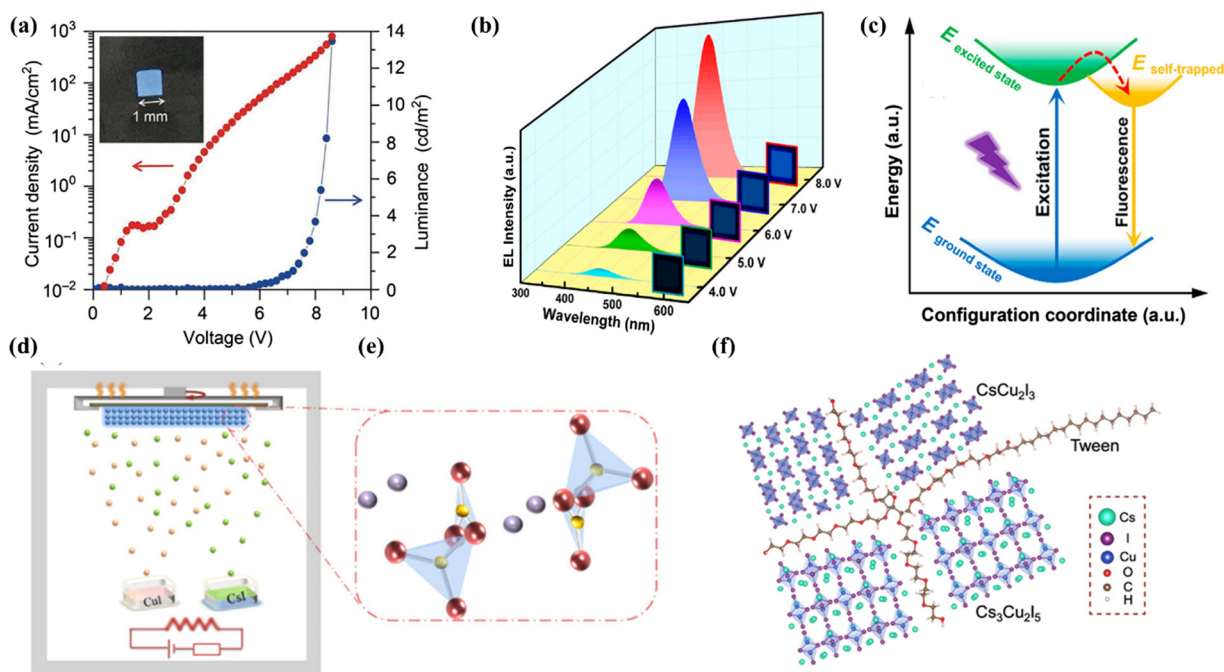 (a)
10³
10²
10¹
10⁰
10⁻¹
10⁻²
Current density (mA/cm²)
1 mm
14
12
10
8
6
4
2
0
Luminance (cd/m²)
0
2
4
6
8
10
Voltage (V)
(b)
EL Intensity (a.u.)
300
400
500
600
Wavelength (nm)
4.0 V
5.0 V
6.0 V
7.0 V
8.0 V
(c)
Energy (a.u.)
E excited state
E self-trapped
Excitation
Fluorescence
E ground state
Configuration coordinate (a.u.)
(d)
CuI
CsI
(e)
(f)
CsCu₂I₃
Tween
Cs₃Cu₂I₅
Cs
I
Cu
O
C
H